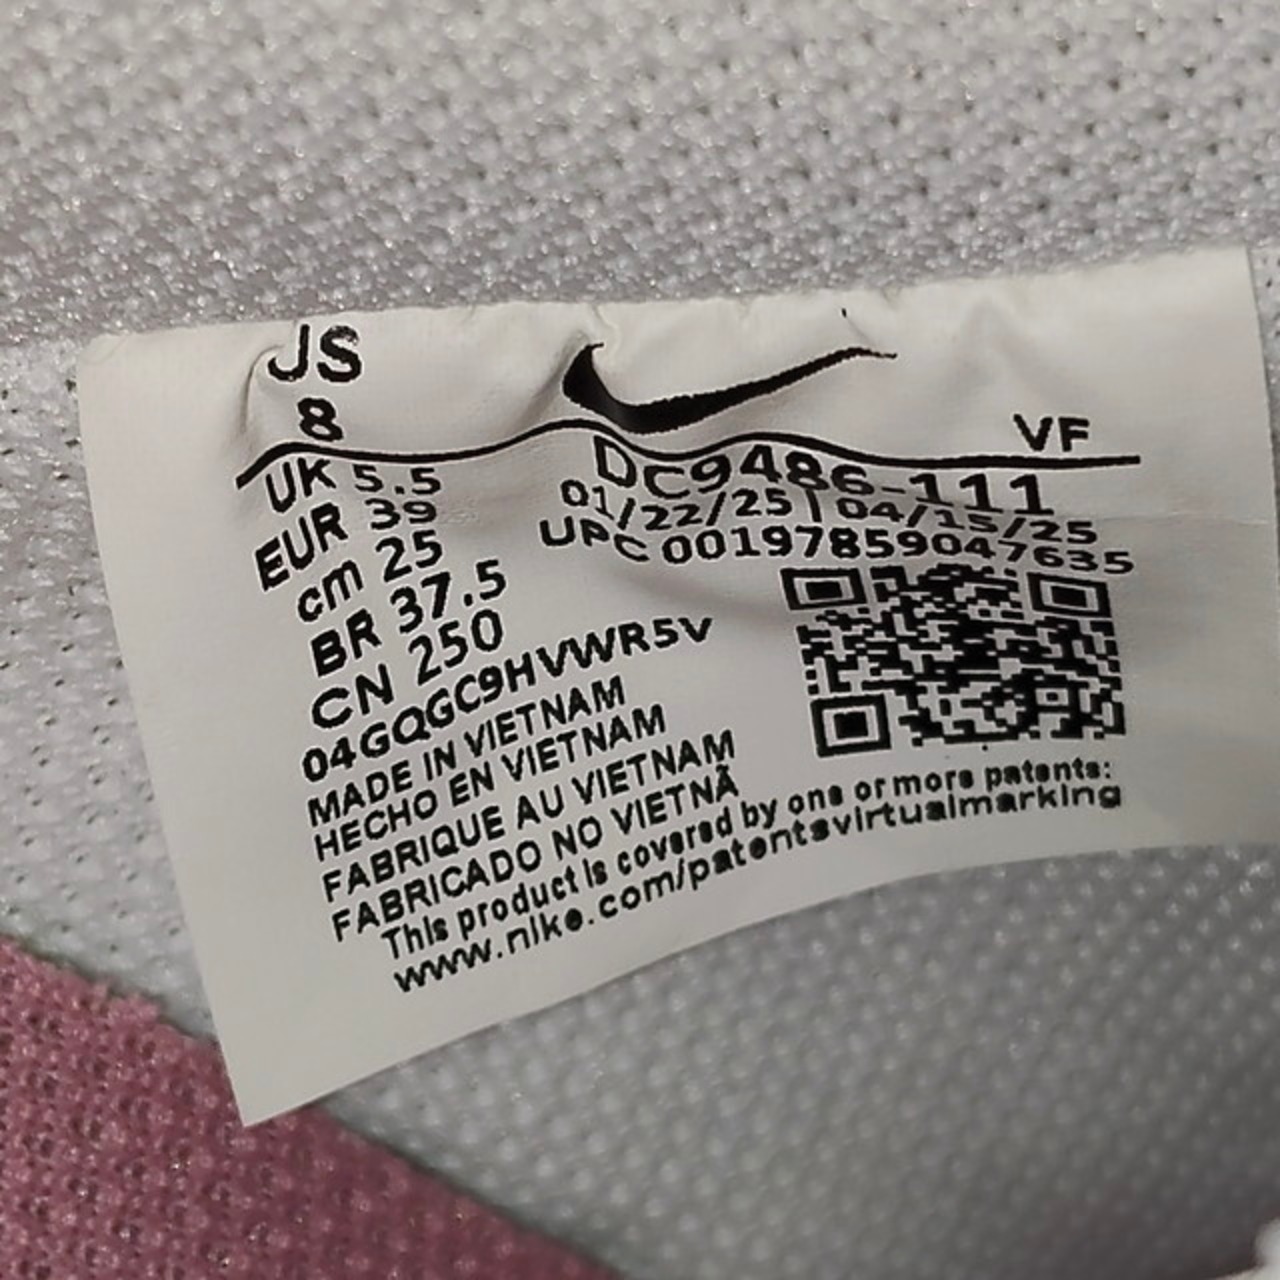 JS
8
VF
UK 5.5
EUR 39
cm 25
BR 37.5
CN 250
DC9486-111
01/22/25 | 04/15/25
UPC 00197859047635
04GQGC9HVWR5V
MADE IN VIETNAM
HECHO EN VIETNAM
FABRIQUE AU VIETNAM
FABRICADO NO VIETNÃ
This product is covered by one or more patents:
www.nike.com/patentsvirtualmarking